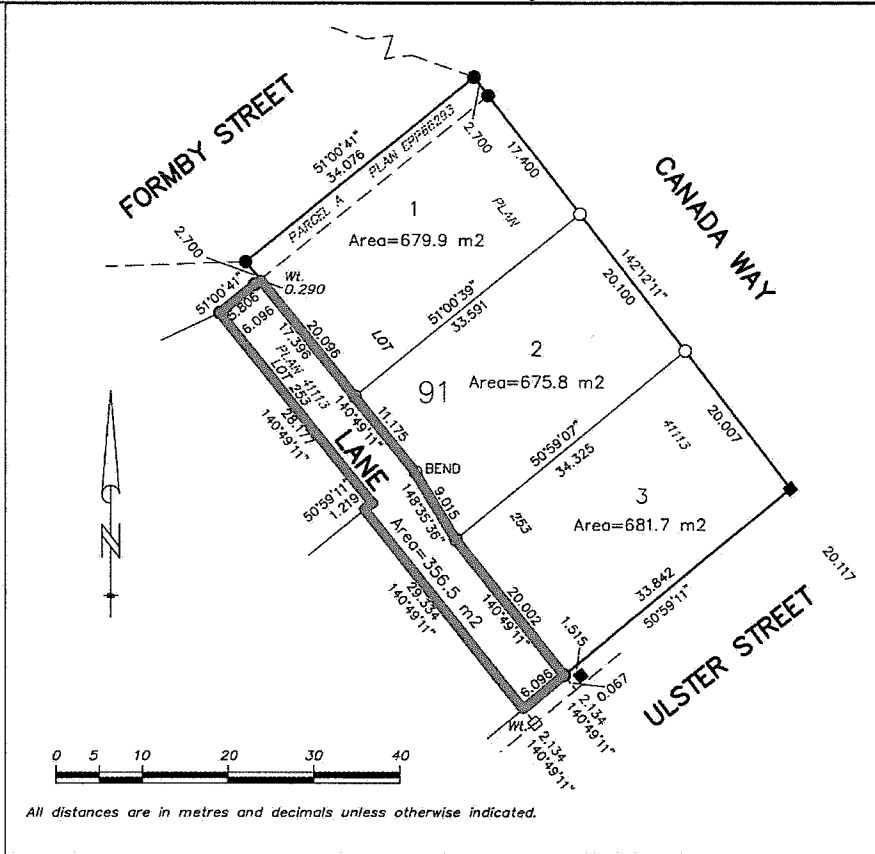 FORMBY STREET
CANADA WAY
51°00'41"
34.076
PARCEL A PLAN EPP86293
2.700
17.400
1
Area=679.9 m2
PLAN
2.700
51°00'41"
Wt.
0.290
5.806
6.096
17.396
20.096
PLAN 41113
LOT 253
28.177
140°49'11"
LOT
51°00'39"
33.591
142°12'11"
20.100
2
Area=675.8 m2
91
140°49'11"
11.175
LANE
BEND
50°59'07"
34.325
41113
20.007
50°59'11"
1.219
148°35'36"
9.015
3
Area=681.7 m2
253
Area=356.5 m2
29.334
140°49'11"
20.002
140°49'11"
33.842
50°59'11"
20.117
ULSTER STREET
1.515
0.067
6.096
2.134
140°49'11"
Wt.
2.134
140°49'11"
N
0 5 10 20 30 40
All distances are in metres and decimals unless otherwise indicated.